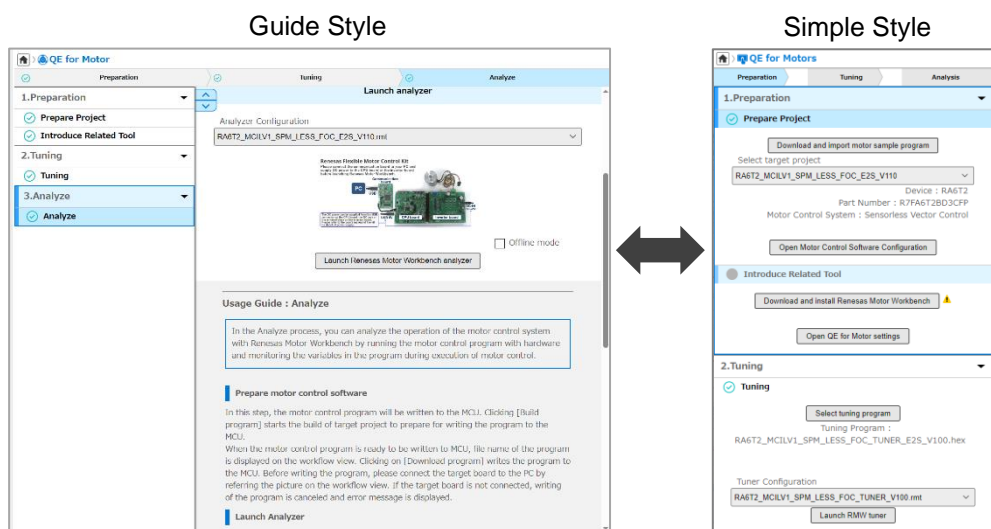 Guide Style
QE for Motor
Preparation
Tuning
Analyze
1.Preparation
Prepare Project
Introduce Related Tool
2.Tuning
Tuning
3.Analyze
Analyze
Launch analyzer
Analyzer Configuration
RA6T2_MCILV1_SPM_LESS_FOC_E2S_V110.rmt
Renesas Flexible Motor Control Kit
PC
Offline mode
Launch Renesas Motor Workbench analyzer
Usage Guide : Analyze
In the Analyze process, you can analyze the operation of the motor control system
with Renesas Motor Workbench by running the motor control program with hardware
and monitoring the variables in the program during execution of motor control.
Prepare motor control software
In this step, the motor control program will be written to the MCU. Clicking [Build
program] starts the build of target project to prepare for writing the program to the
MCU.
When the motor control program is ready to be written to MCU, file name of the program
is displayed on the workflow view. Clicking on [Download program] writes the program to
the MCU. Before writing the program, please connect the target board to the PC by
referring the picture on the workflow view. If the target board is not connected, writing
of the program is canceled and error message is displayed.
Launch Analyzer
Simple Style
QE for Motors
Preparation
Tuning
Analysis
1.Preparation
Prepare Project
Download and import motor sample program
Select target project
RA6T2_MCILV1_SPM_LESS_FOC_E2S_V110
Device : RA6T2
Part Number : R7FA6T2BD3CFP
Motor Control System : Sensorless Vector Control
Open Motor Control Software Configuration
Introduce Related Tool
Download and install Renesas Motor Workbench
Open QE for Motor settings
2.Tuning
Tuning
Select tuning program
Tuning Program :
RA6T2_MCILV1_SPM_LESS_FOC_TUNER_E2S_V100.hex
Tuner Configuration
RA6T2_MCILV1_SPM_LESS_FOC_TUNER_V100.rmt
Launch RMW tuner